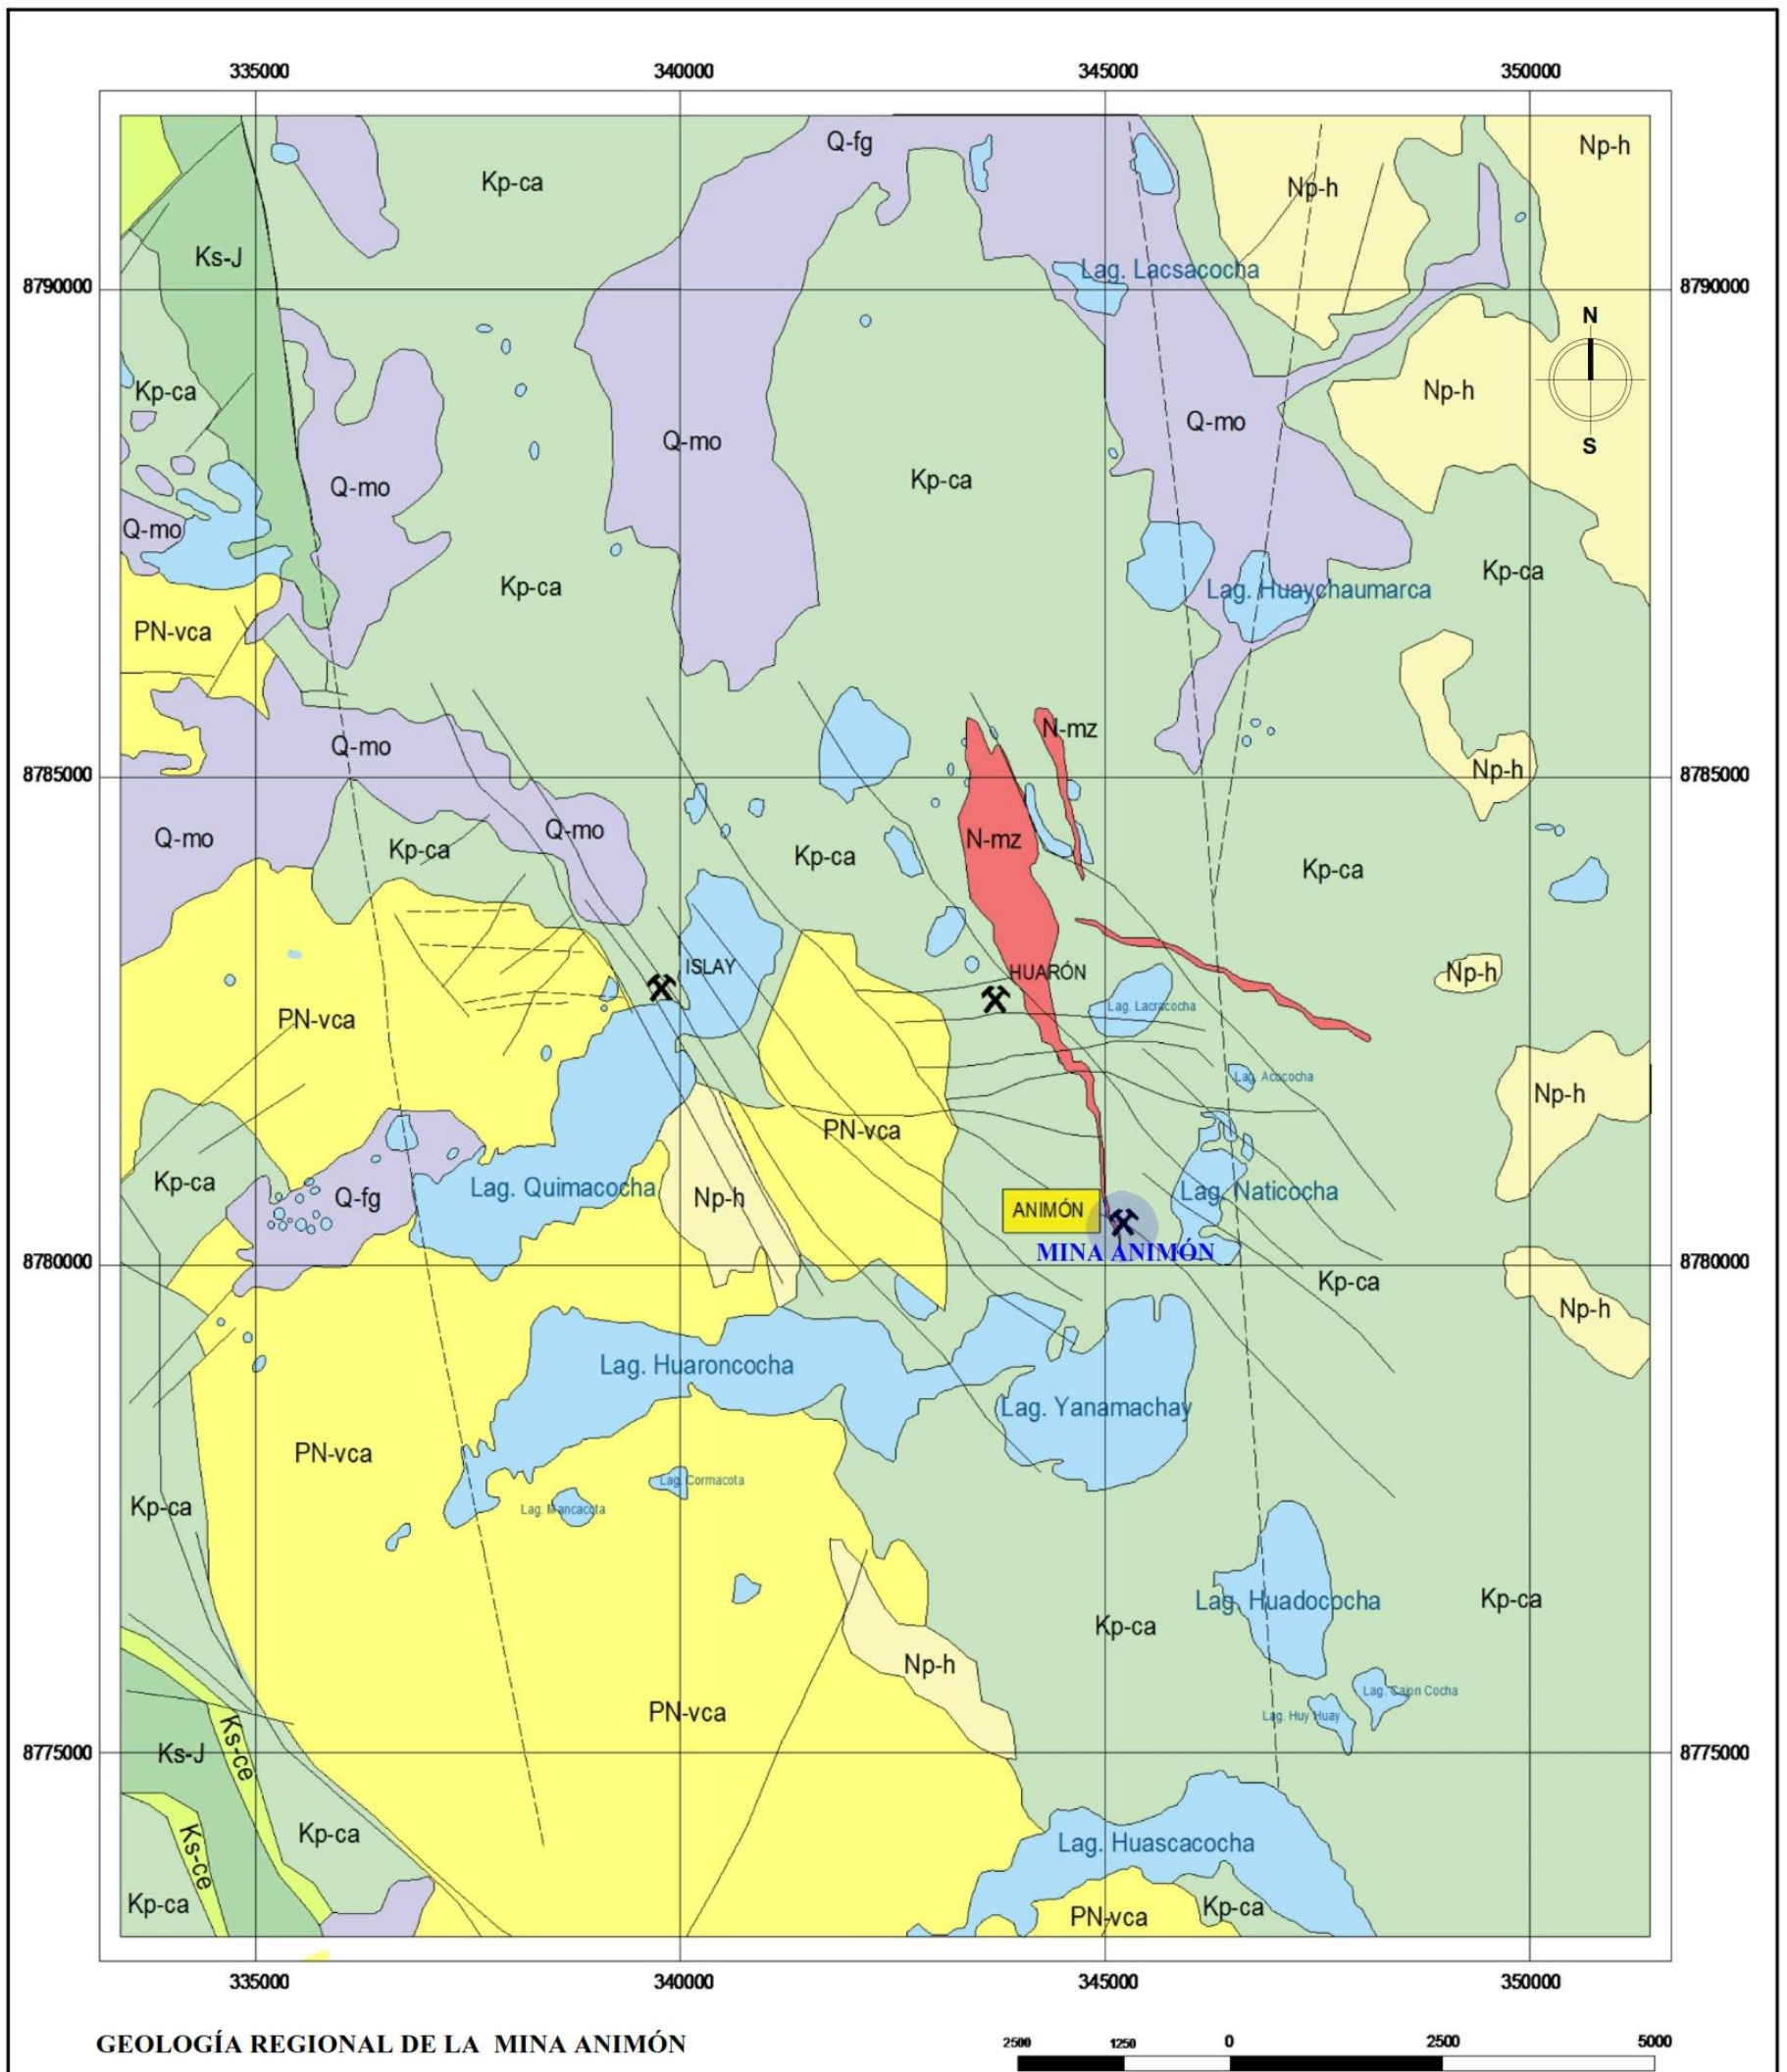 335000 340000 345000 350000
Q-fg
Np-h
Kp-ca
Np-h
Ks-J
Lag. Lacsacocha
8790000 8790000
N
Kp-ca
Np-h
Q-mo
Q-mo
S
Kp-ca
Q-mo
Q-mo
Kp-ca
Kp-ca
Lag. Huaychaumarca
PN-vca
N-mz
Q-mo
Np-h
8785000 8785000
Q-mo
Q-mo
N-mz
Kp-ca
Kp-ca
Kp-ca
ISLAY
HUARÓN
Np-h
Lag. Lacracocha
PN-vca
Lag. Acucocha
Np-h
PN-vca
Kp-ca
Lag. Quimacocha
Lag. Naticocha
Q-fg
Np-h
ANIMÓN
MINA ANIMÓN
8780000 8780000
Kp-ca
Np-h
Lag. Huaroncocha
Lag. Yanamachay
PN-vca
Lag. Cormacota
Kp-ca
Lag. Mancacota
Lag. Huadococha
Kp-ca
Kp-ca
Np-h
Lag. Cajon Cocha
PN-vca
Lag. Huy Huay
Ks-ce
Ks-J
8775000 8775000
Kp-ca
Lag. Huascacocha
Ks-ce
Kp-ca
Kp-ca
PN-vca
335000 340000 345000 350000
GEOLOGÍA REGIONAL DE LA MINA ANIMÓN
2500 1250 0 2500 5000